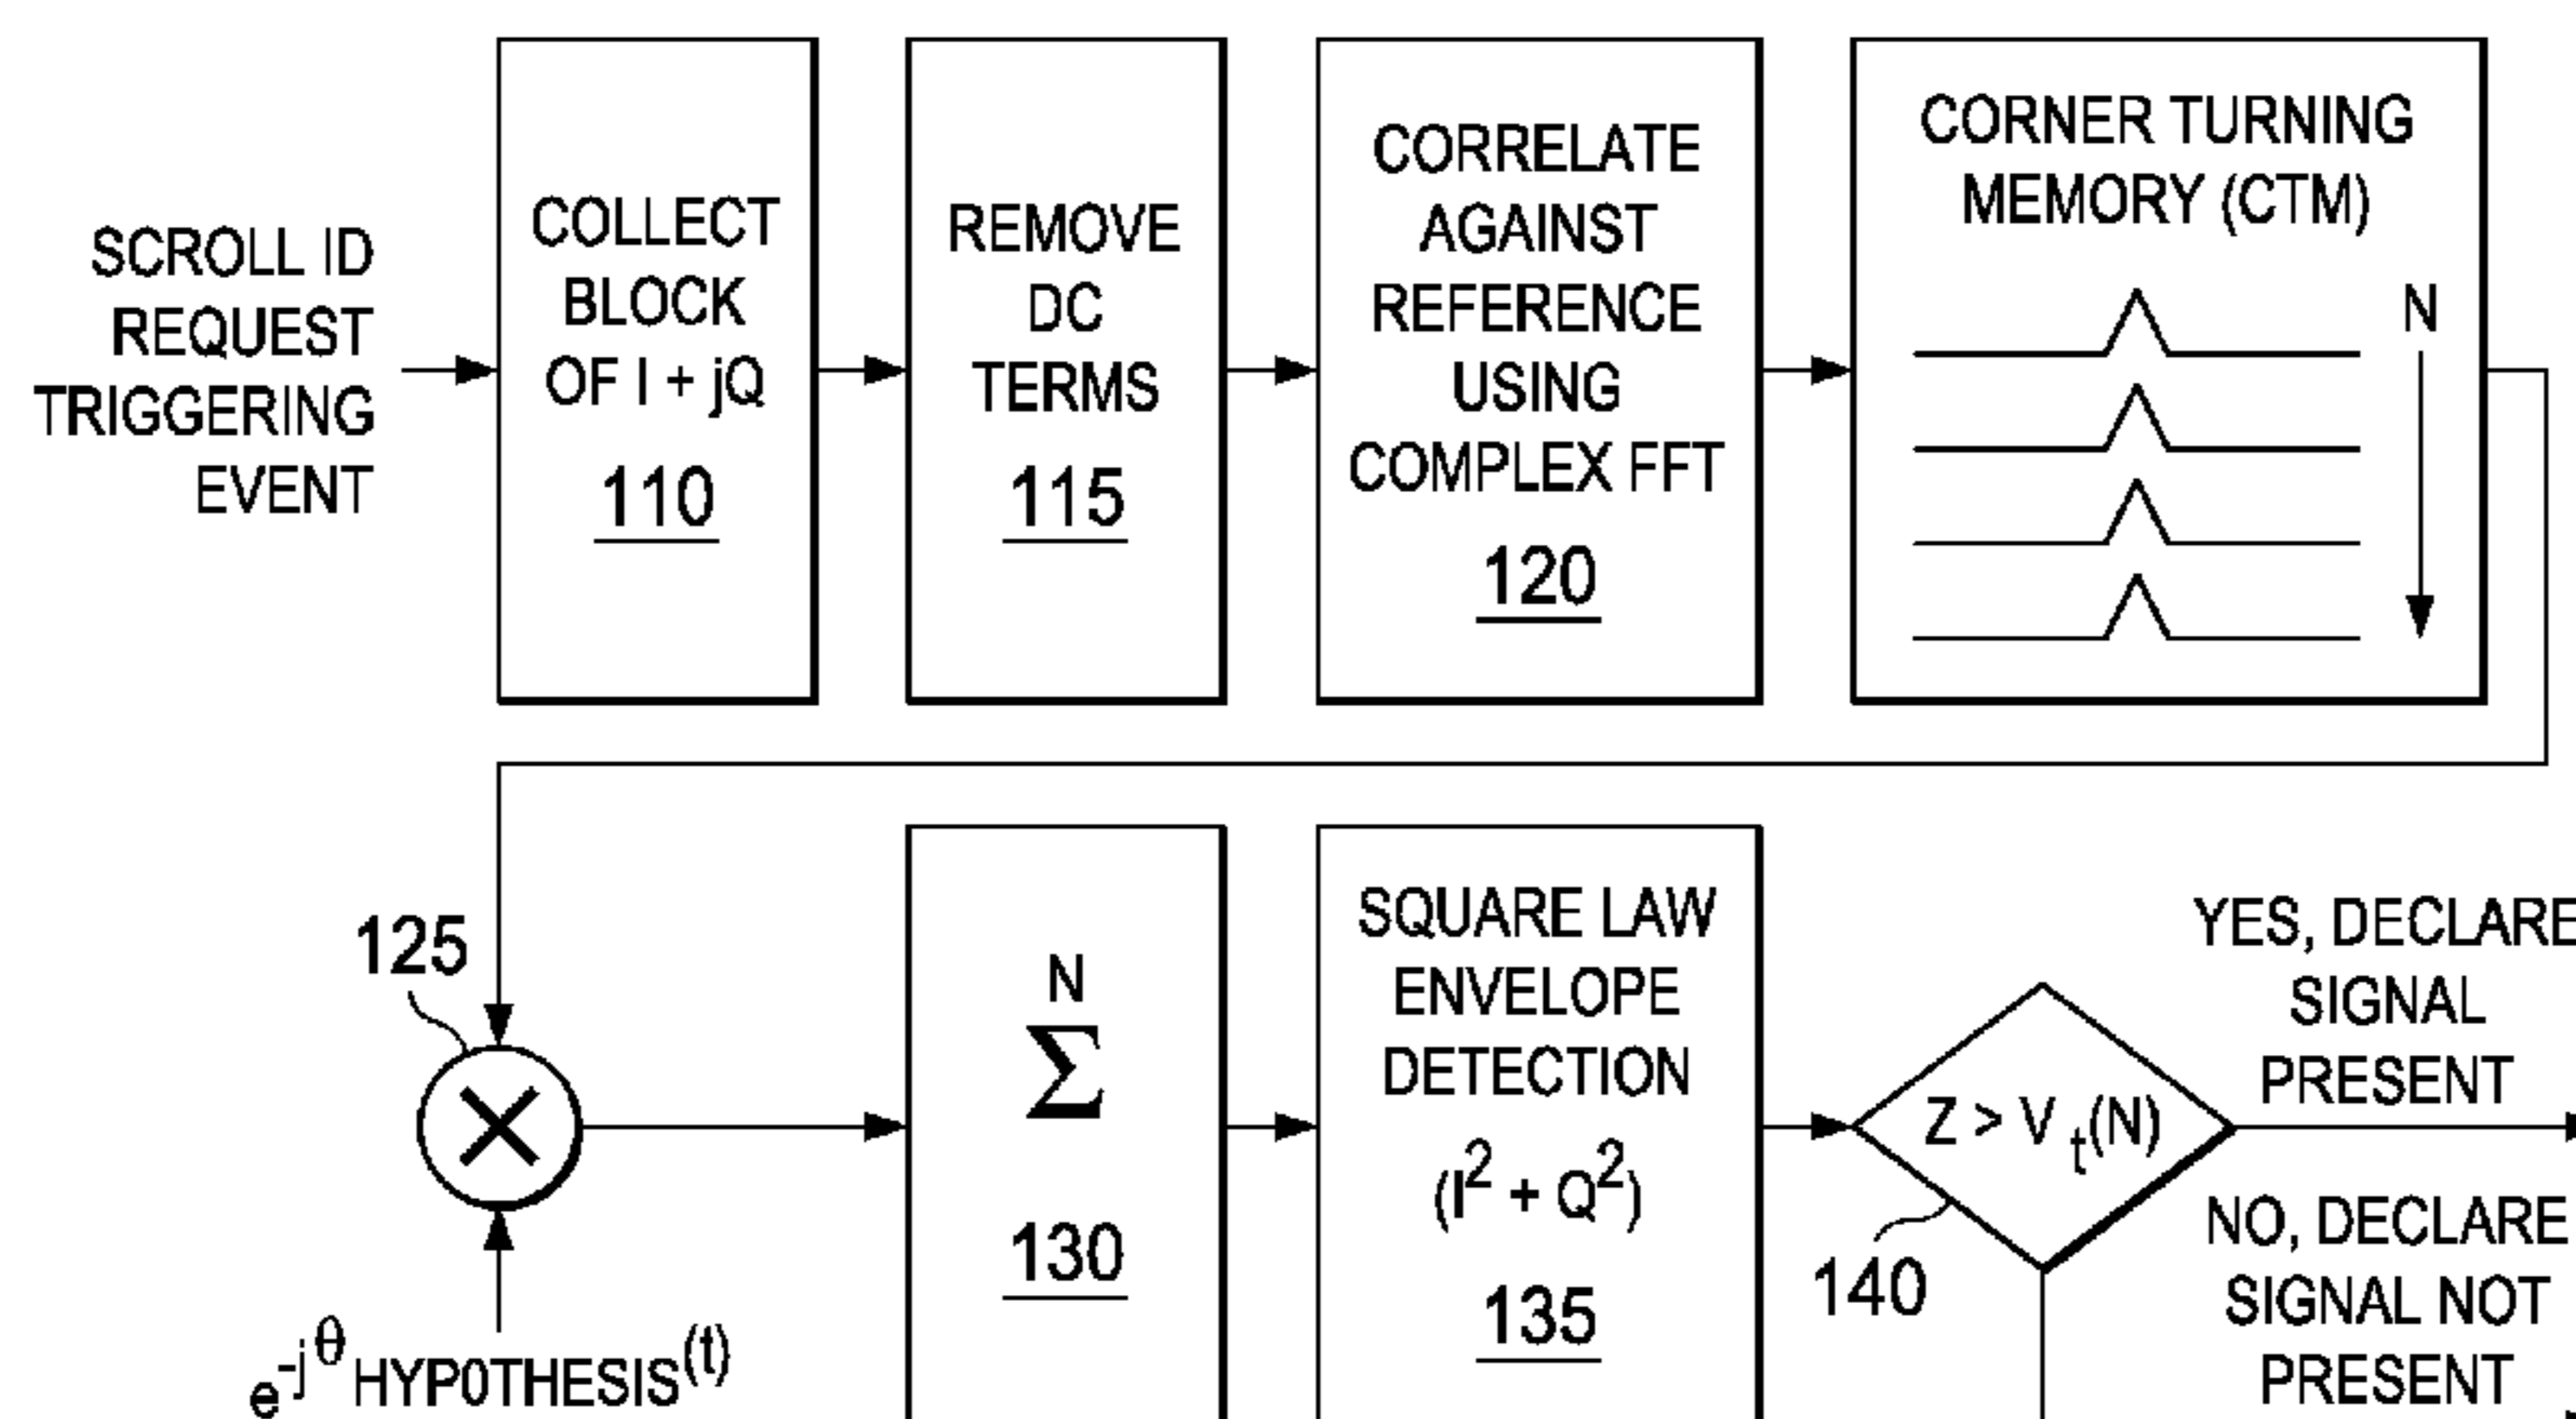 SCROLL ID
REQUEST
TRIGGERING
EVENT
COLLECT
BLOCK
OF I + jQ
110
REMOVE
DC
TERMS
115
CORRELATE
AGAINST
REFERENCE
USING
COMPLEX FFT
120
CORNER TURNING
MEMORY (CTM)
N
125
e^-jθ HYP0THESIS^(t)
N
Σ
130
SQUARE LAW
ENVELOPE
DETECTION
(I² + Q²)
135
Z > V_t(N)
140
YES, DECLARE
SIGNAL
PRESENT
NO, DECLARE
SIGNAL NOT
PRESENT